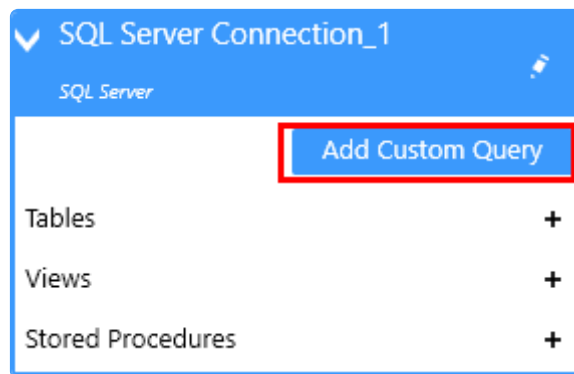 SQL Server Connection_1
SQL Server
Add Custom Query
Tables +
Views +
Stored Procedures +